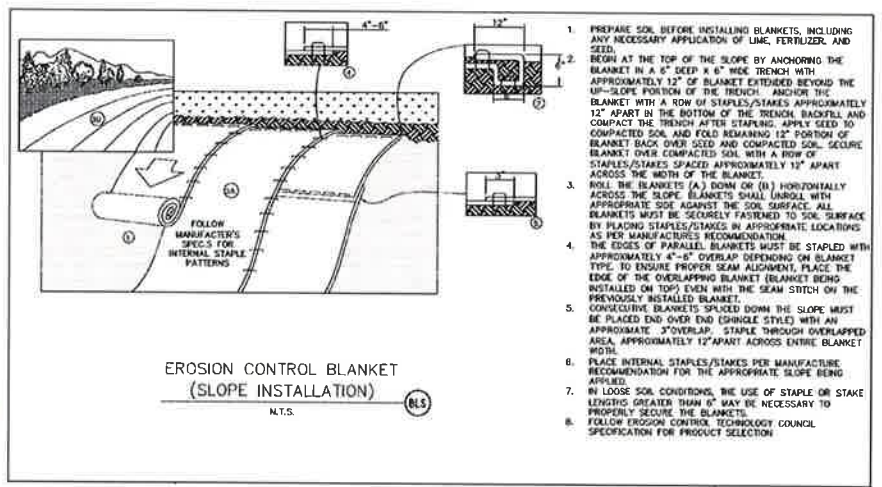 4"-6"
12"
6"
6"
3"
4
2
5
1
3B
3A
FOLLOW
MANUFACTER'S
SPEC.S FOR
INTERNAL STAPLE
PATTERNS
EROSION CONTROL BLANKET
(SLOPE INSTALLATION)
N.T.S.
BLS
1. PREPARE SOIL BEFORE INSTALLING BLANKETS, INCLUDING
ANY NECESSARY APPLICATION OF LIME, FERTILIZER, AND
SEED.
2. BEGIN AT THE TOP OF THE SLOPE BY ANCHORING THE
BLANKET IN A 6" DEEP X 6" WIDE TRENCH WITH
APPROXIMATELY 12" OF BLANKET EXTENDED BEYOND THE
UP-SLOPE PORTION OF THE TRENCH. ANCHOR THE
BLANKET WITH A ROW OF STAPLES/STAKES APPROXIMATELY
12" APART IN THE BOTTOM OF THE TRENCH. BACKFILL AND
COMPACT THE TRENCH AFTER STAPLING. APPLY SEED TO
COMPACTED SOIL AND FOLD REMAINING 12" PORTION OF
BLANKET BACK OVER SEED AND COMPACTED SOIL. SECURE
BLANKET OVER COMPACTED SOIL WITH A ROW OF
STAPLES/STAKES SPACED APPROXIMATELY 12" APART
ACROSS THE WIDTH OF THE BLANKET.
3. ROLL THE BLANKETS (A.) DOWN OR (B.) HORIZONTALLY
ACROSS THE SLOPE. BLANKETS SHALL UNROLL WITH
APPROPRIATE SIDE AGAINST THE SOIL SURFACE. ALL
BLANKETS MUST BE SECURELY FASTENED TO SOIL SURFACE
BY PLACING STAPLES/STAKES IN APPROPRIATE LOCATIONS
AS PER MANUFACTURES RECOMMENDATION.
4. THE EDGES OF PARALLEL BLANKETS MUST BE STAPLED WITH
APPROXIMATELY 4"-6" OVERLAP DEPENDING ON BLANKET
TYPE. TO ENSURE PROPER SEAM ALIGNMENT, PLACE THE
EDGE OF THE OVERLAPPING BLANKET (BLANKET BEING
INSTALLED ON TOP) EVEN WITH THE SEAM STITCH ON THE
PREVIOUSLY INSTALLED BLANKET.
5. CONSECUTIVE BLANKETS SPLICED DOWN THE SLOPE MUST
BE PLACED END OVER END (SHINGLE STYLE) WITH AN
APPROXIMATE 3"OVERLAP. STAPLE THROUGH OVERLAPPED
AREA, APPROXIMATELY 12"APART ACROSS ENTIRE BLANKET
WIDTH.
6. PLACE INTERNAL STAPLES/STAKES PER MANUFACTURE
RECOMMENDATION FOR THE APPROPRIATE SLOPE BEING
APPLIED.
7. IN LOOSE SOIL CONDITIONS, THE USE OF STAPLE OR STAKE
LENGTHS GREATER THAN 6" MAY BE NECESSARY TO
PROPERLY SECURE THE BLANKETS.
8. FOLLOW EROSION CONTROL TECHNOLOGY COUNCIL
SPECIFICATION FOR PRODUCT SELECTION